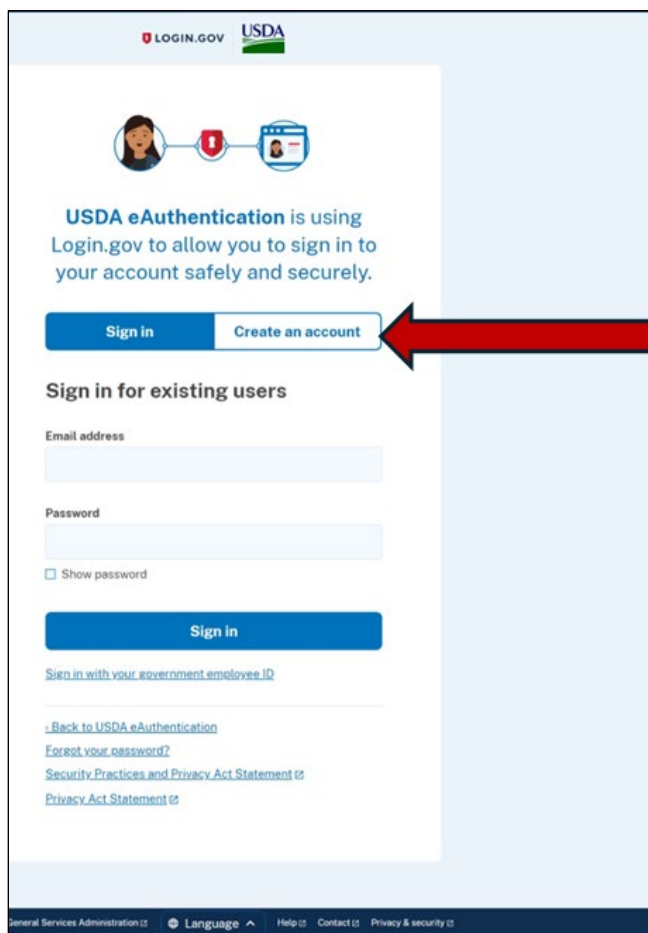 LOGIN.GOV USDA
USDA eAuthentication is using
Login.gov to allow you to sign in to
your account safely and securely.
Sign in Create an account
Sign in for existing users
Email address
Password
Show password
Sign in
Sign in with your government employee ID
‹ Back to USDA eAuthentication
Forgot your password?
Security Practices and Privacy Act Statement
Privacy Act Statement
General Services Administration Language Help Contact Privacy & security